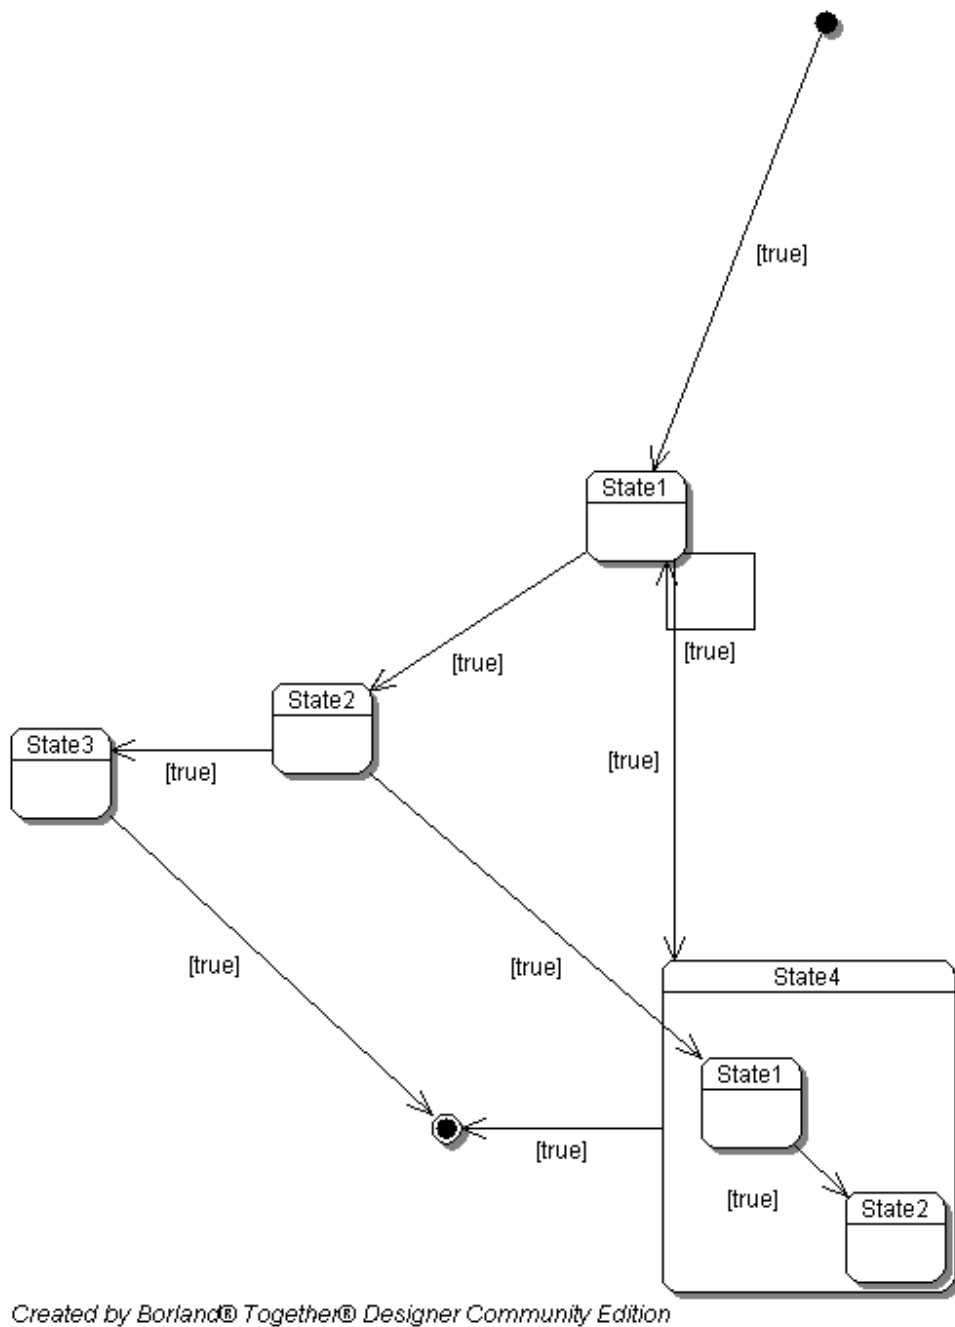 [true]
State1
[true]
[true]
State2
State3
[true]
[true]
[true]
[true]
State4
State1
[true]
[true]
State2
Created by Borland® Together® Designer Community Edition